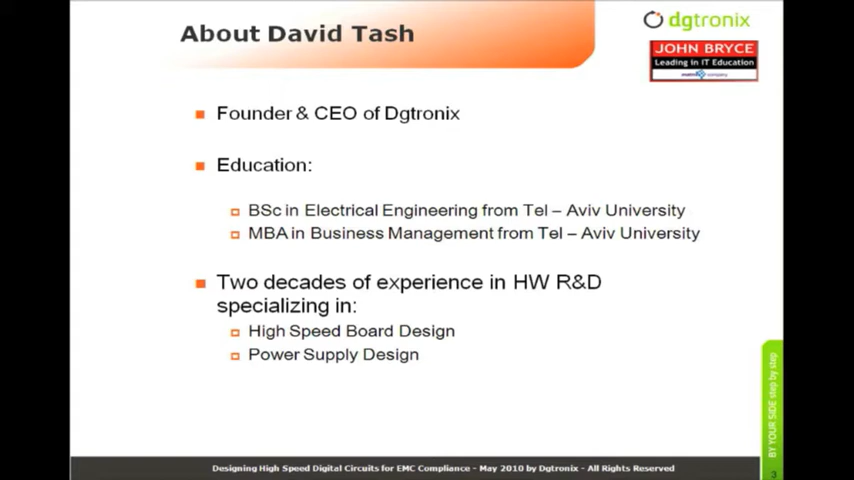 About David Tash
dgtronix
JOHN BRYCE
Leading in IT Education
Founder & CEO of Dgtronix
Education:
BSc in Electrical Engineering from Tel – Aviv University
MBA in Business Management from Tel – Aviv University
Two decades of experience in HW R&D
specializing in:
High Speed Board Design
Power Supply Design
BY YOUR SIDE step by step
Designing High Speed Digital Circuits for EMC Compliance - May 2010 by Dgtronix - All Rights Reserved
3